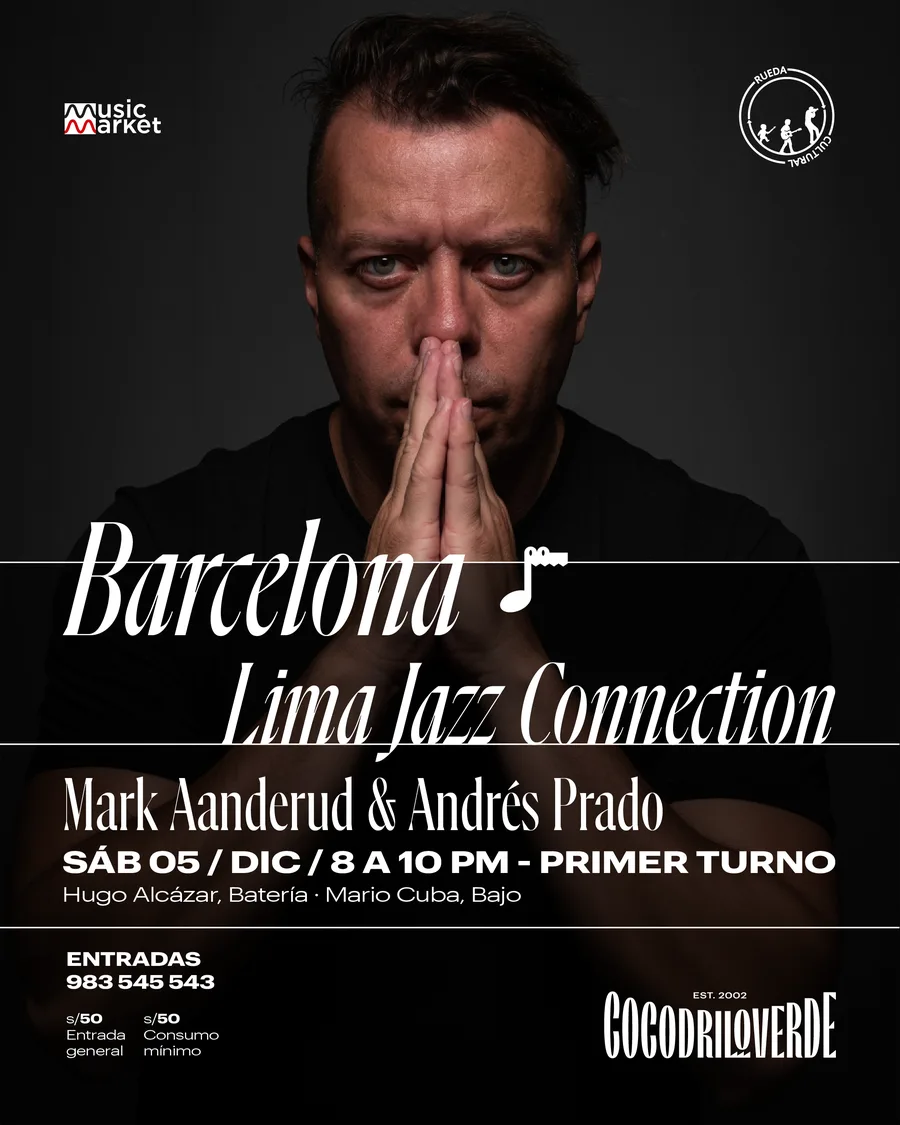 Music
Market
RUEDA
CULTURAL
Barcelona
Lima Jazz Connection
Mark Aanderud & Andrés Prado
SÁB 05 / DIC / 8 A 10 PM - PRIMER TURNO
Hugo Alcázar, Batería · Mario Cuba, Bajo
ENTRADAS
983 545 543
s/50
Entrada
general
s/50
Consumo
mínimo
EST. 2002
COCODRILOVERDE